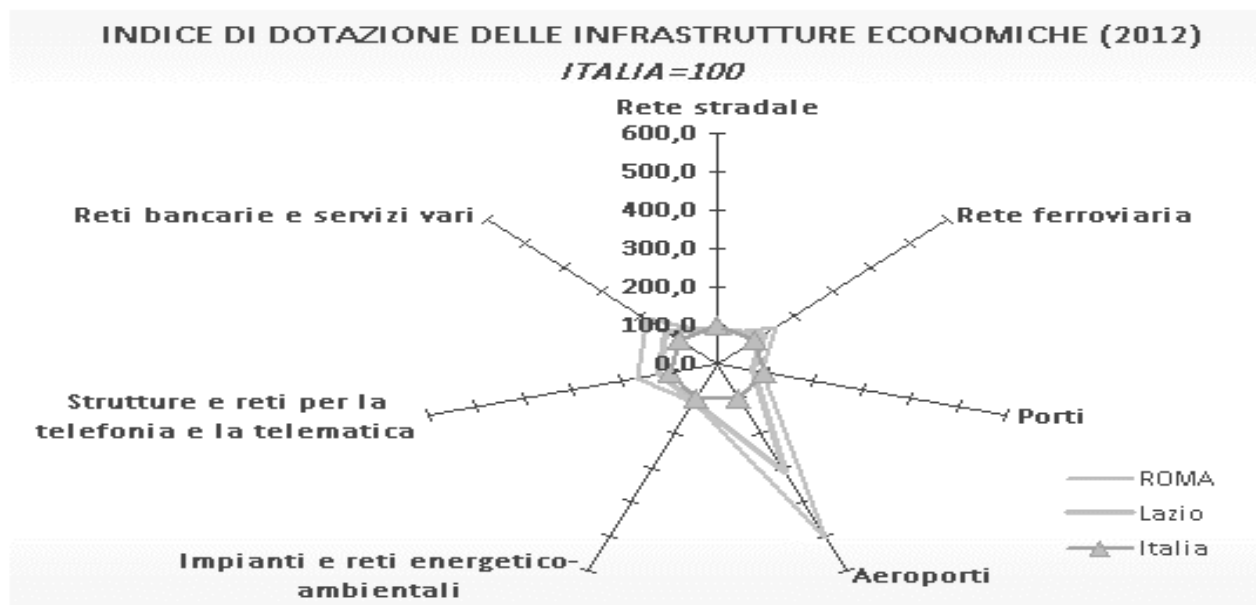 INDICE DI DOTAZIONE DELLE INFRASTRUTTURE ECONOMICHE (2012)
ITALIA=100
Rete stradale
600,0
500,0
400,0
300,0
200,0
100,0
0,0
Reti bancarie e servizi vari
Rete ferroviaria
Strutture e reti per la
telefonia e la telematica
Porti
Impianti e reti energetico-
ambientali
Aeroporti
ROMA
Lazio
Italia